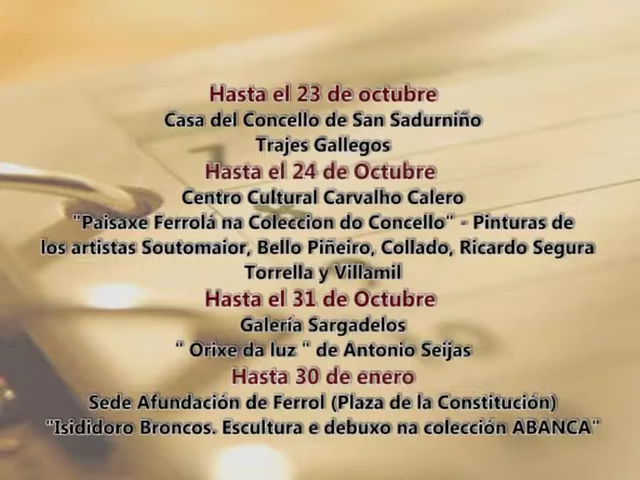 Hasta el 23 de octubre
Casa del Concello de San Sadurniño
Trajes Gallegos
Hasta el 24 de Octubre
Centro Cultural Carvalho Calero
"Paisaxe Ferrolá na Coleccion do Concello" - Pinturas de
los artistas Soutomaior, Bello Piñeiro, Collado, Ricardo Segura
Torrella y Villamil
Hasta el 31 de Octubre
Galería Sargadelos
" Orixe da luz " de Antonio Seijas
Hasta 30 de enero
Sede Afundación de Ferrol (Plaza de la Constitución)
"Isididoro Broncos. Escultura e debuxo na colección ABANCA"